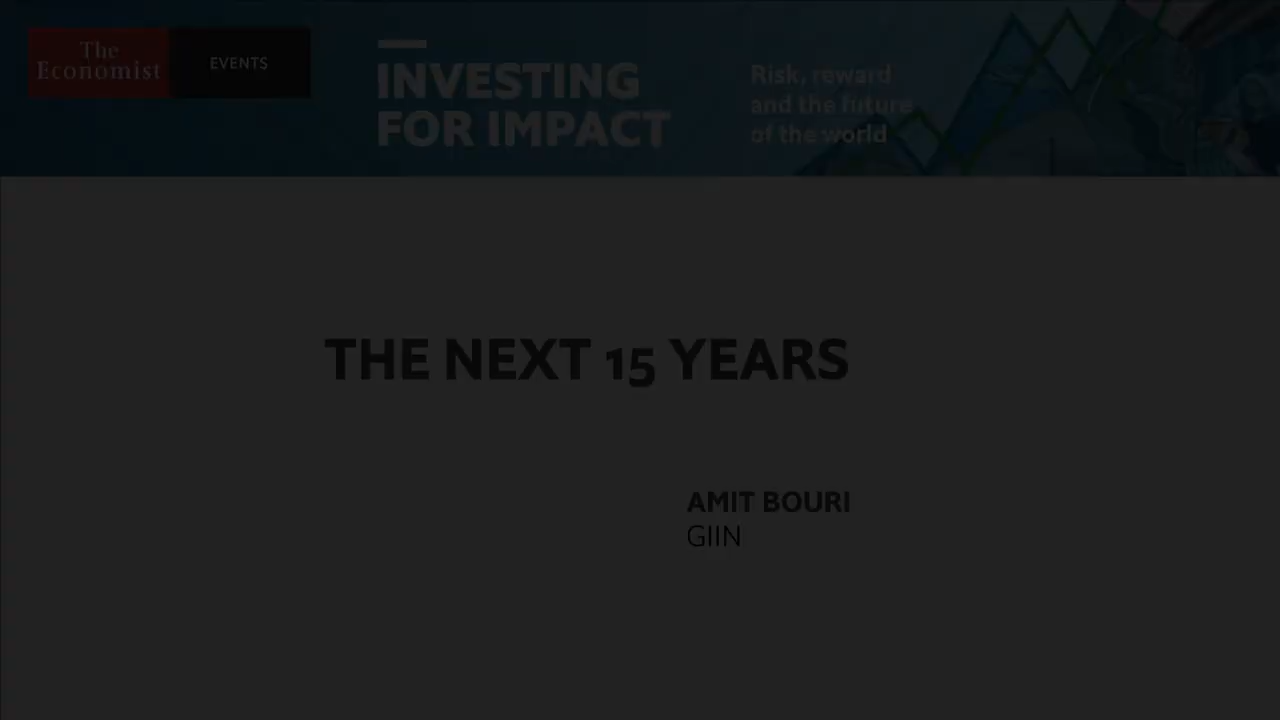 The
Economist
EVENTS
INVESTING
FOR IMPACT
Risk, reward
and the future
of the world
THE NEXT 15 YEARS
AMIT BOURI
GIIN